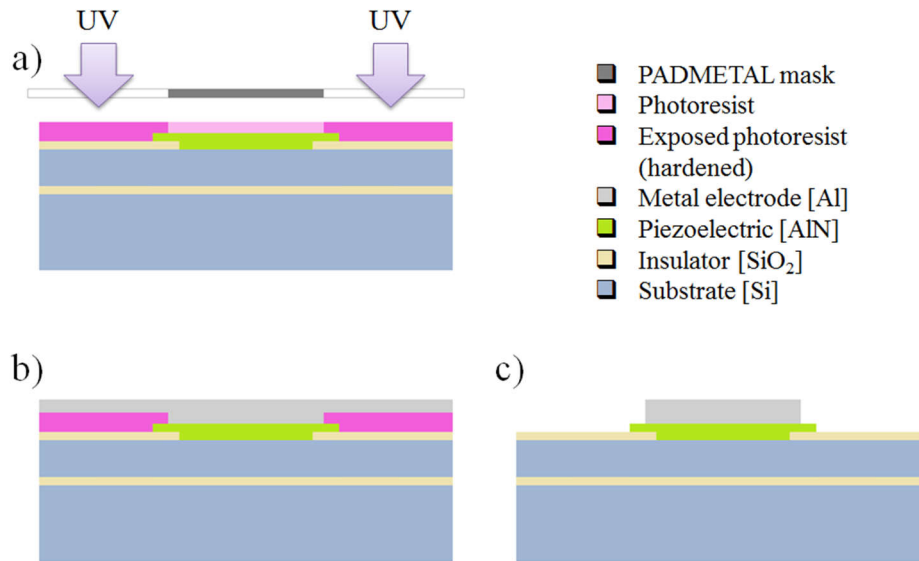 UV
UV
a)
PADMETAL mask
Photoresist
Exposed photoresist
(hardened)
Metal electrode [Al]
Piezoelectric [AlN]
Insulator [SiO₂]
Substrate [Si]
b)
c)